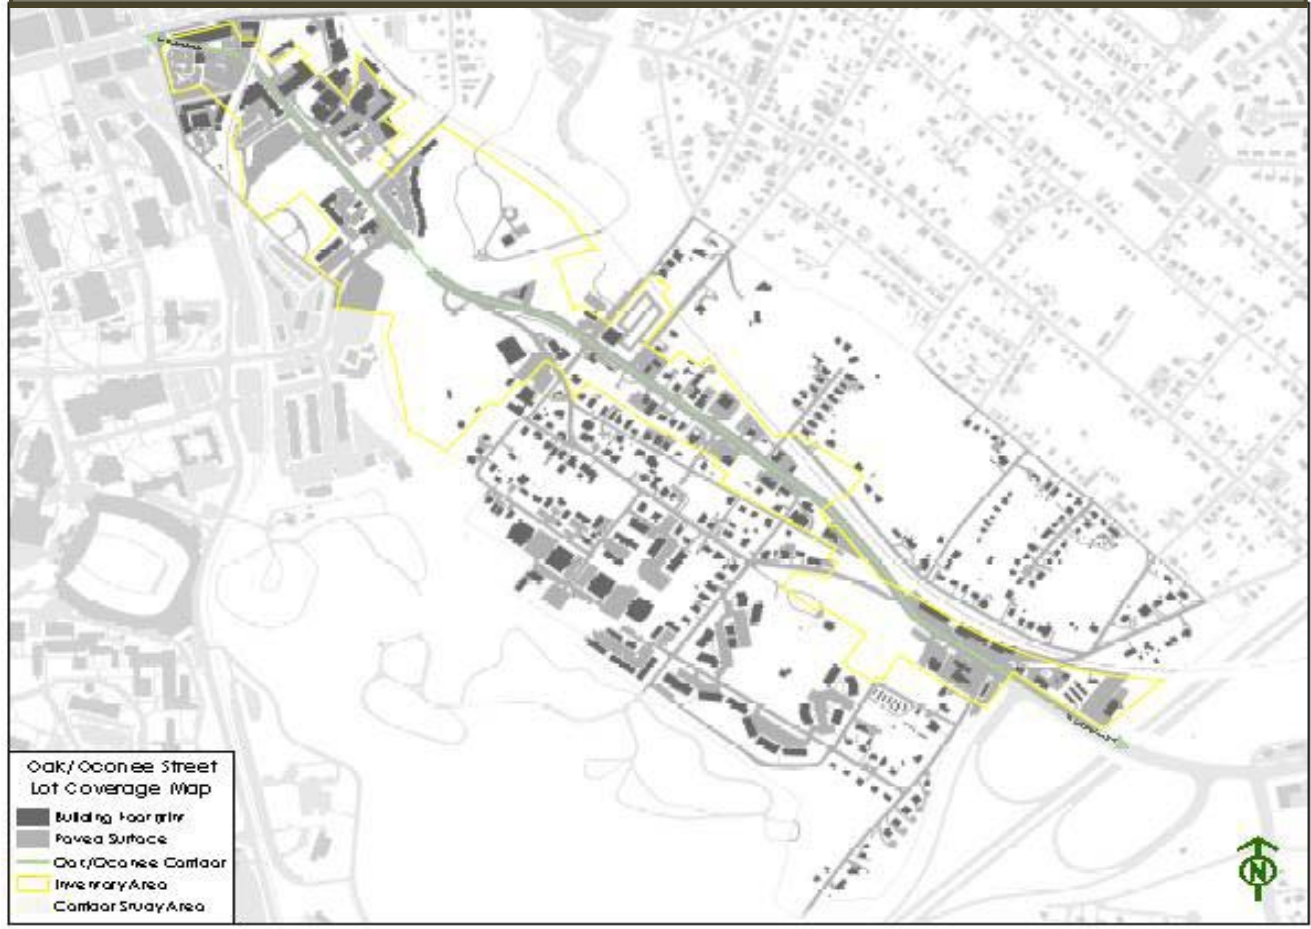 Oak/Oconee Street
Lot Coverage Map
Building Footprint
Paved Surface
Oak/Oconee Corridor
Inventory Area
Corridor Study Area
N